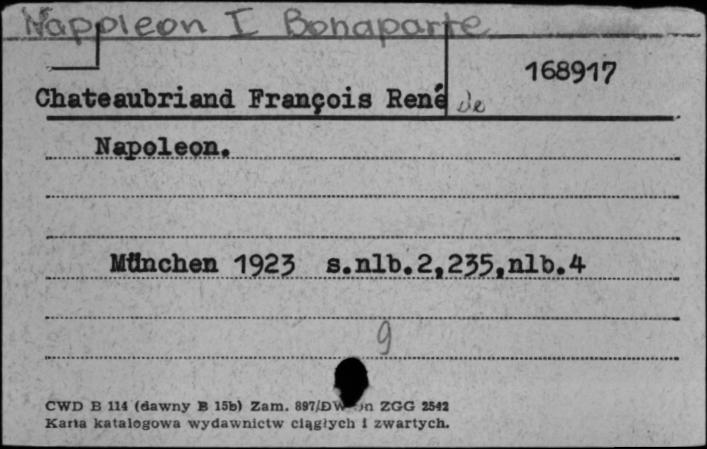 Napoleon I Bonaparte
168917
Chateaubriand François René de
Napoleon.
München 1923 s.nlb.2,235,nlb.4
9
CWD B 114 (dawny B 15b) Zam. 897/DW ZGG 2542
Karta katalogowa wydawnictw ciągłych i zwartych.